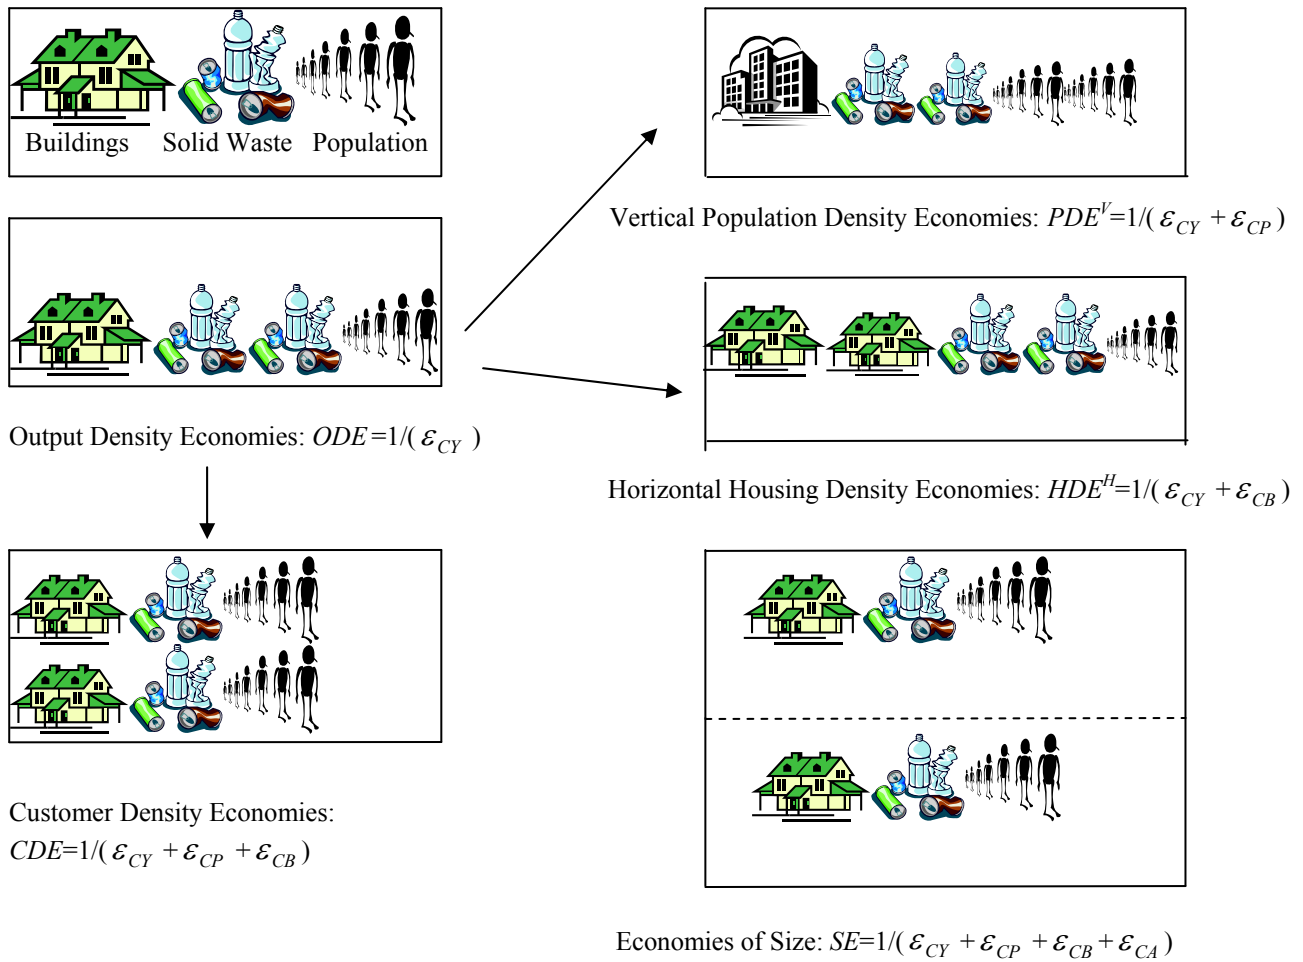 Buildings Solid Waste Population
Vertical Population Density Economies: PDE^V=1/( ε_CY + ε_CP )
Output Density Economies: ODE=1/( ε_CY )
Horizontal Housing Density Economies: HDE^H=1/( ε_CY + ε_CB )
Customer Density Economies:
CDE=1/( ε_CY + ε_CP + ε_CB )
Economies of Size: SE=1/( ε_CY + ε_CP + ε_CB + ε_CA )